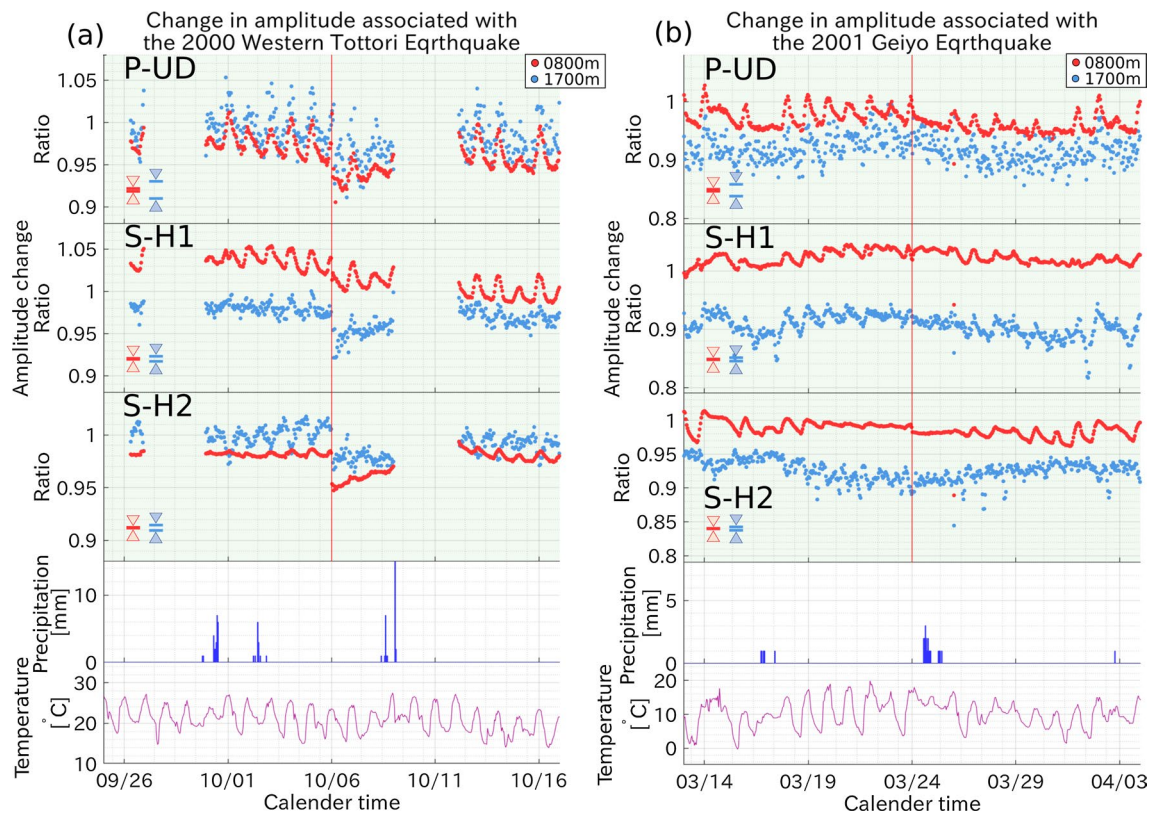 (a)
Change in amplitude associated with
the 2000 Western Tottori Eqrthquake
P-UD
0800m
1700m
1.05
1
0.95
0.9
Ratio
S-H1
1.05
1
0.95
0.9
Amplitude change
Ratio
S-H2
1
0.95
0.9
Ratio
10
0
Precipitation
[mm]
30
20
10
Temperature
[°C]
09/26 10/01 10/06 10/11 10/16
Calender time
(b)
Change in amplitude associated with
the 2001 Geiyo Eqrthquake
P-UD
0800m
1700m
1
0.9
0.8
Ratio
S-H1
1
0.9
0.8
Amplitude change
Ratio
S-H2
1
0.95
0.9
0.85
0.8
Ratio
5
0
Precipitation
[mm]
20
10
0
Temperature
[°C]
03/14 03/19 03/24 03/29 04/03
Calender time